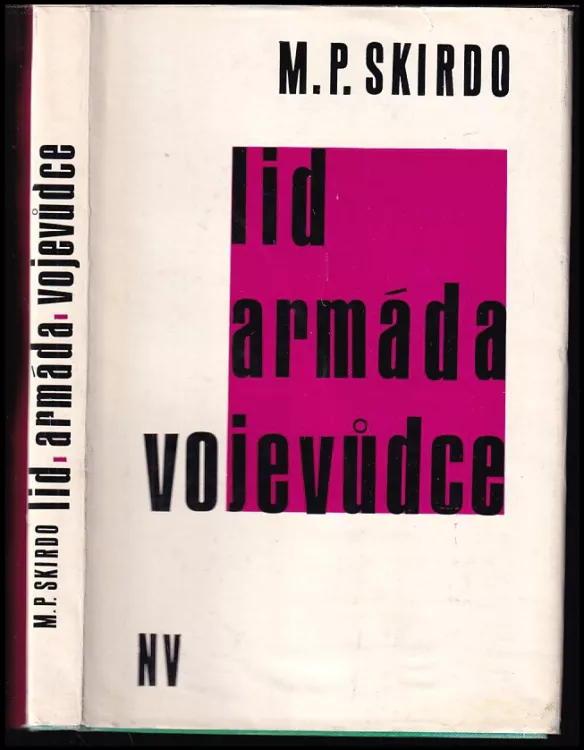 M.P. SKIRDO
lid
armáda
vojevůdce
NV
M.P. SKIRDO lid · armáda · vojevůdce